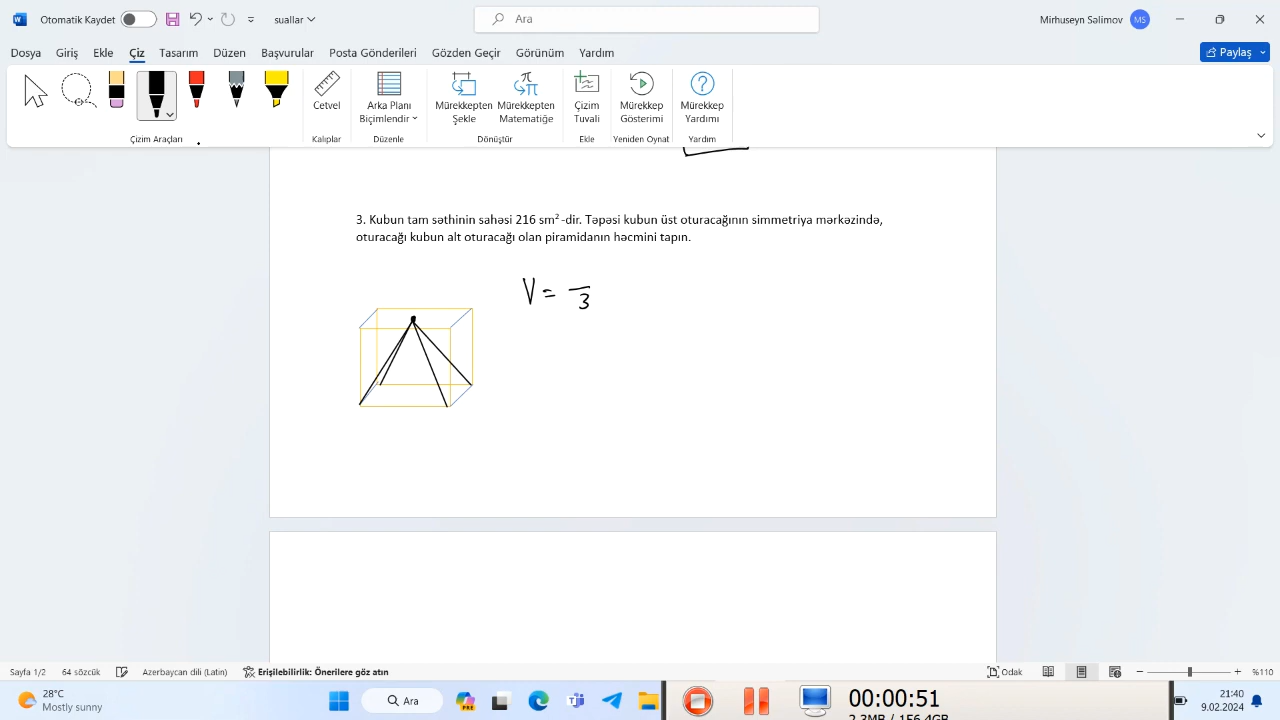 Otomatik Kaydet
suallar
Ara
Mirhuseyn Səlimov
MS
Dosya Giriş Ekle Çiz Tasarım Düzen Başvurular Posta Gönderileri Gözden Geçir Görünüm Yardım
Paylaş
Cetvel
Arka Planı Biçimlendir
Mürekkepten Şekle
Mürekkepten Matematiğe
Çizim Tuvali
Mürekkep Gösterimi
Mürekkep Yardımı
Çizim Araçları Kalıplar Düzenle Dönüştür Ekle Yeniden Oynat Yardım
3. Kubun tam səthinin sahəsi 216 sm² -dir. Təpəsi kubun üst oturacağının simmetriya mərkəzində,
oturacağı kubun alt oturacağı olan piramidanın həcmini tapın.
V = — 3
Sayfa 1/2 64 sözcük Azerbaycan dili (Latin) Erişilebilirlik: Önerilere göz atın Odak %110
28°C
Mostly sunny
Ara
PRE
00:00:51
21:40
9.02.2024